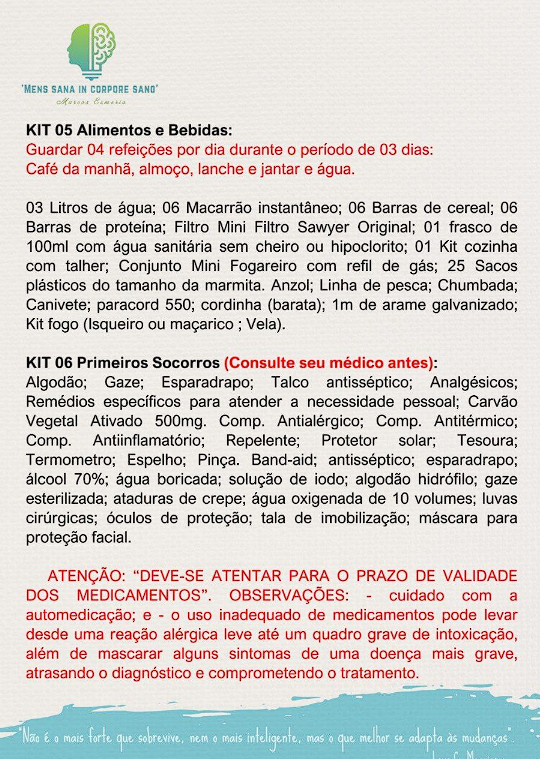 "MENS SANA IN CORPORE SANO"
Marcos Esmeria
KIT 05 Alimentos e Bebidas:
Guardar 04 refeições por dia durante o período de 03 dias:
Café da manhã, almoço, lanche e jantar e água.
03 Litros de água; 06 Macarrão instantâneo; 06 Barras de cereal; 06
Barras de proteína; Filtro Mini Filtro Sawyer Original; 01 frasco de
100ml com água sanitária sem cheiro ou hipoclorito; 01 Kit cozinha
com talher; Conjunto Mini Fogareiro com refil de gás; 25 Sacos
plásticos do tamanho da marmita. Anzol; Linha de pesca; Chumbada;
Canivete; paracord 550; cordinha (barata); 1m de arame galvanizado;
Kit fogo (Isqueiro ou maçarico ; Vela).
KIT 06 Primeiros Socorros (Consulte seu médico antes):
Algodão; Gaze; Esparadrapo; Talco antisséptico; Analgésicos;
Remédios específicos para atender a necessidade pessoal; Carvão
Vegetal Ativado 500mg. Comp. Antialérgico; Comp. Antitérmico;
Comp. Antiinflamatório; Repelente; Protetor solar; Tesoura;
Termometro; Espelho; Pinça. Band-aid; antisséptico; esparadrapo;
álcool 70%; água boricada; solução de iodo; algodão hidrófilo; gaze
esterilizada; ataduras de crepe; água oxigenada de 10 volumes; luvas
cirúrgicas; óculos de proteção; tala de imobilização; máscara para
proteção facial.
ATENÇÃO: “DEVE-SE ATENTAR PARA O PRAZO DE VALIDADE
DOS MEDICAMENTOS”. OBSERVAÇÕES: - cuidado com a
automedicação; e - o uso inadequado de medicamentos pode levar
desde uma reação alérgica leve até um quadro grave de intoxicação,
além de mascarar alguns sintomas de uma doença mais grave,
atrasando o diagnóstico e comprometendo o tratamento.
"Não é o mais forte que sobrevive, nem o mais inteligente, mas o que melhor se adapta às mudanças".